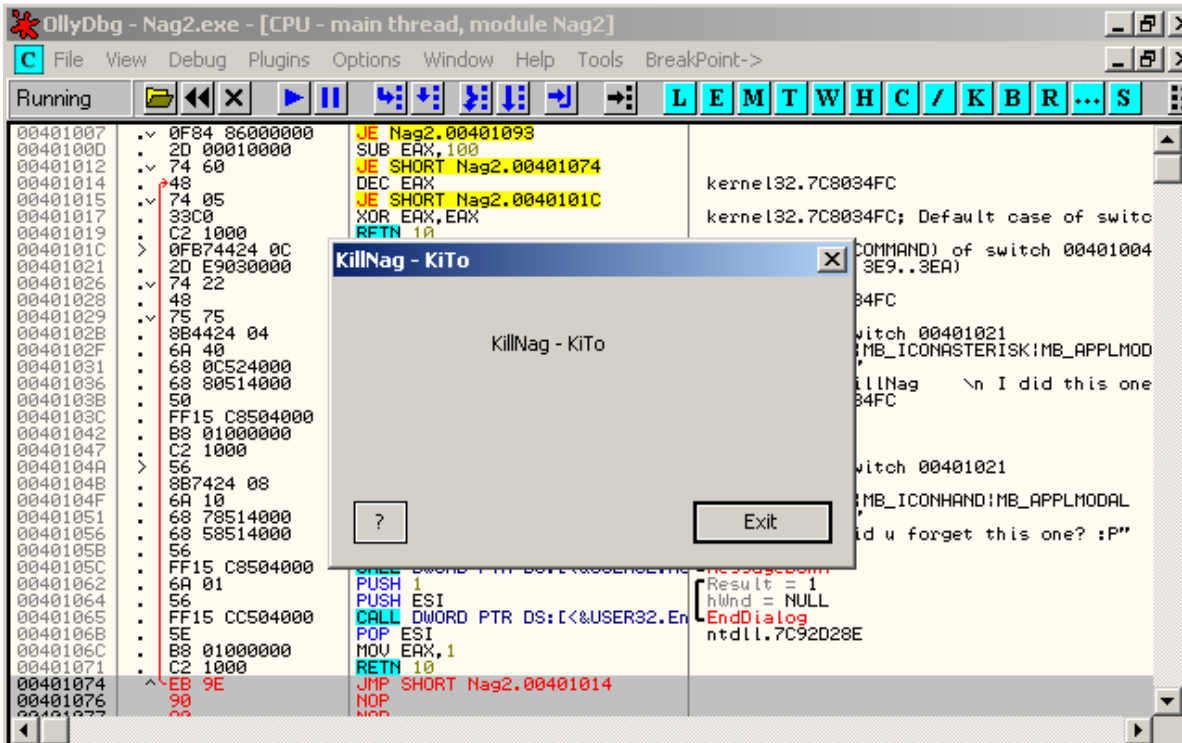 OllyDbg - Nag2.exe - [CPU - main thread, module Nag2]
C File View Debug Plugins Options Window Help Tools BreakPoint->
Running L E M T W H C / K B R ... S
00401007 .v 0F84 86000000 JE Nag2.00401093
0040100D . 2D 00010000 SUB EAX,100
00401012 .v 74 60 JE SHORT Nag2.00401074
00401014 . 48 DEC EAX kernel32.7C8034FC
00401015 .v 74 05 JE SHORT Nag2.0040101C
00401017 . 33C0 XOR EAX,EAX kernel32.7C8034FC; Default case of switc
00401019 . C2 1000 RETN 10
0040101C > 0FB74424 0C COMMAND) of switch 00401004
00401021 . 2D E9030000 3E9..3EA)
00401026 .v 74 22
00401028 . 48 34FC
00401029 .v 75 75
0040102B . 8B4424 04 witch 00401021
0040102F . 6A 40 |MB_ICONASTERISK|MB_APPLMOD
00401031 . 68 0C524000
00401036 . 68 80514000 illNag \n I did this one
0040103B . 50 34FC
0040103C . FF15 C8504000
00401042 . B8 01000000
00401047 . C2 1000
0040104A > 56 witch 00401021
0040104B . 8B7424 08
0040104F . 6A 10 |MB_ICONHAND|MB_APPLMODAL
00401051 . 68 78514000
00401056 . 68 58514000 id u forget this one? :P"
0040105B . 56
0040105C . FF15 C8504000
00401062 . 6A 01 PUSH 1 Result = 1
00401064 . 56 PUSH ESI hWnd = NULL
00401065 . FF15 CC504000 CALL DWORD PTR DS:[<&USER32.En EndDialog
0040106B . 5E POP ESI ntdll.7C92D28E
0040106C . B8 01000000 MOV EAX,1
00401071 . C2 1000 RETN 10
00401074 ^ EB 9E JMP SHORT Nag2.00401014
00401076 90 NOP
KillNag - KiTo
KillNag - KiTo
? Exit